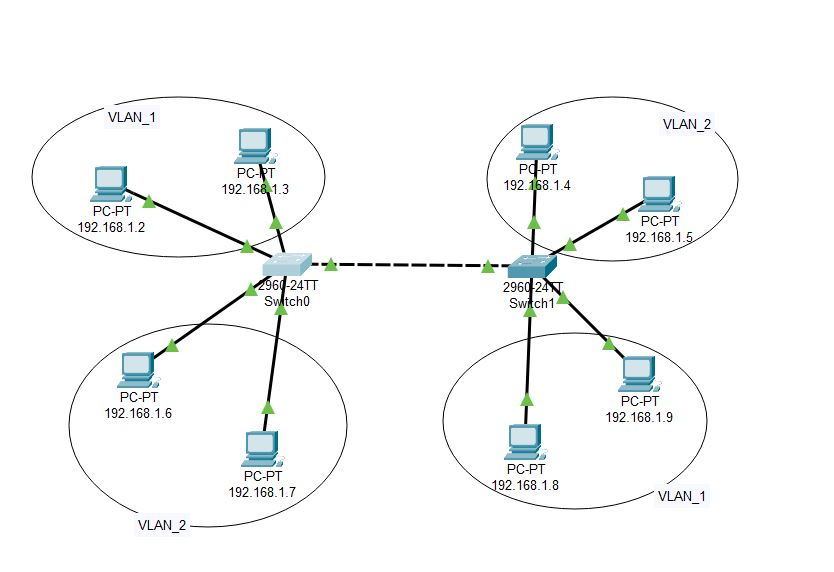 VLAN_1
PC-PT
192.168.1.3
PC-PT
192.168.1.2
VLAN_2
PC-PT
192.168.1.4
PC-PT
192.168.1.5
2960-24TT
Switch0
2960-24TT
Switch1
PC-PT
192.168.1.6
PC-PT
192.168.1.7
VLAN_2
PC-PT
192.168.1.9
PC-PT
192.168.1.8
VLAN_1